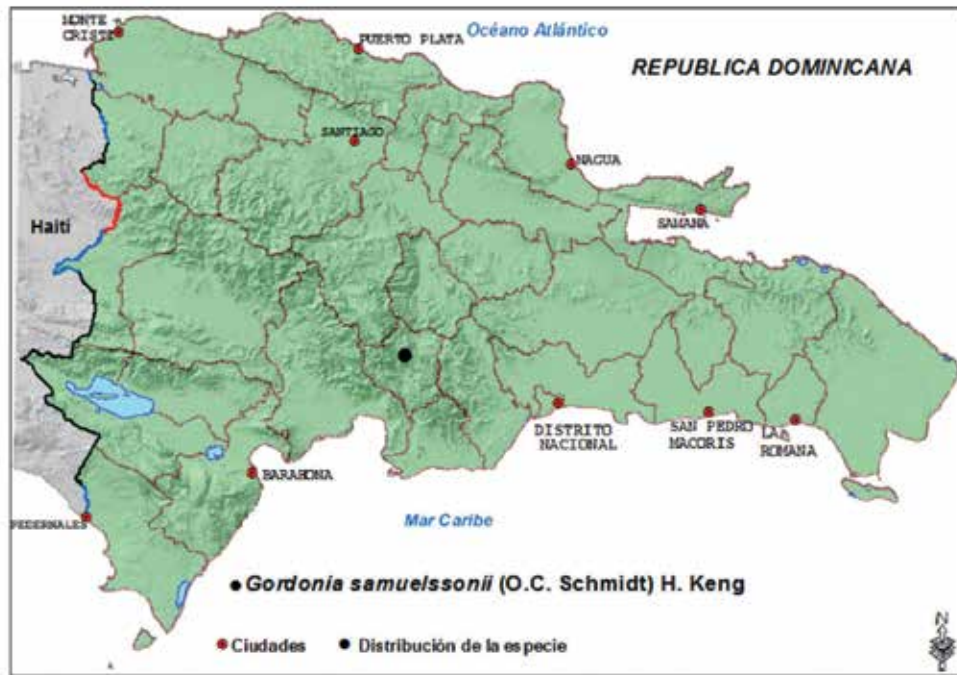 MONTE
CRISTI
PUERTO PLATA
Océano Atlántico
REPUBLICA DOMINICANA
SANTIAGO
NAGUA
SAMANA
Haití
DISTRITO
NACIONAL
SAN PEDRO
MACORIS
LA
ROMANA
BARAHONA
PEDERNALES
Mar Caribe
Gordonia samuelssonii (O.C. Schmidt) H. Keng
Ciudades
Distribución de la especie
N